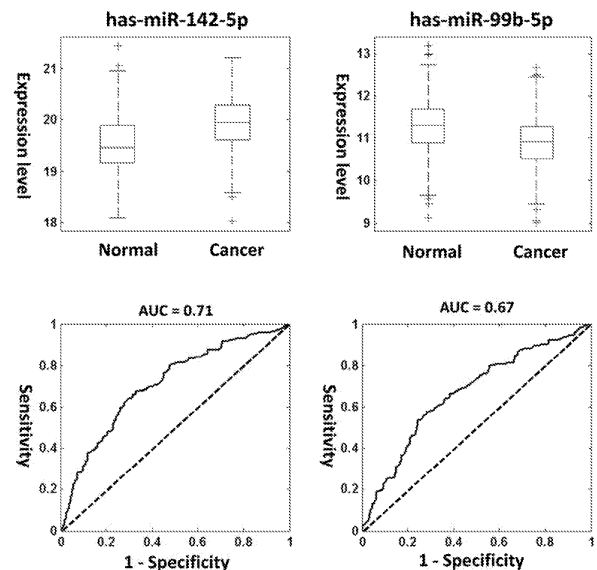 has-miR-142-5p
Expression level
21
20
19
18
Normal Cancer
has-miR-99b-5p
Expression level
13
12
11
10
9
Normal Cancer
AUC = 0.71
Sensitivity
1
0.8
0.6
0.4
0.2
0
0 0.2 0.4 0.6 0.8 1
1 - Specificity
AUC = 0.67
Sensitivity
1
0.8
0.6
0.4
0.2
0
0 0.2 0.4 0.6 0.8 1
1 - Specificity